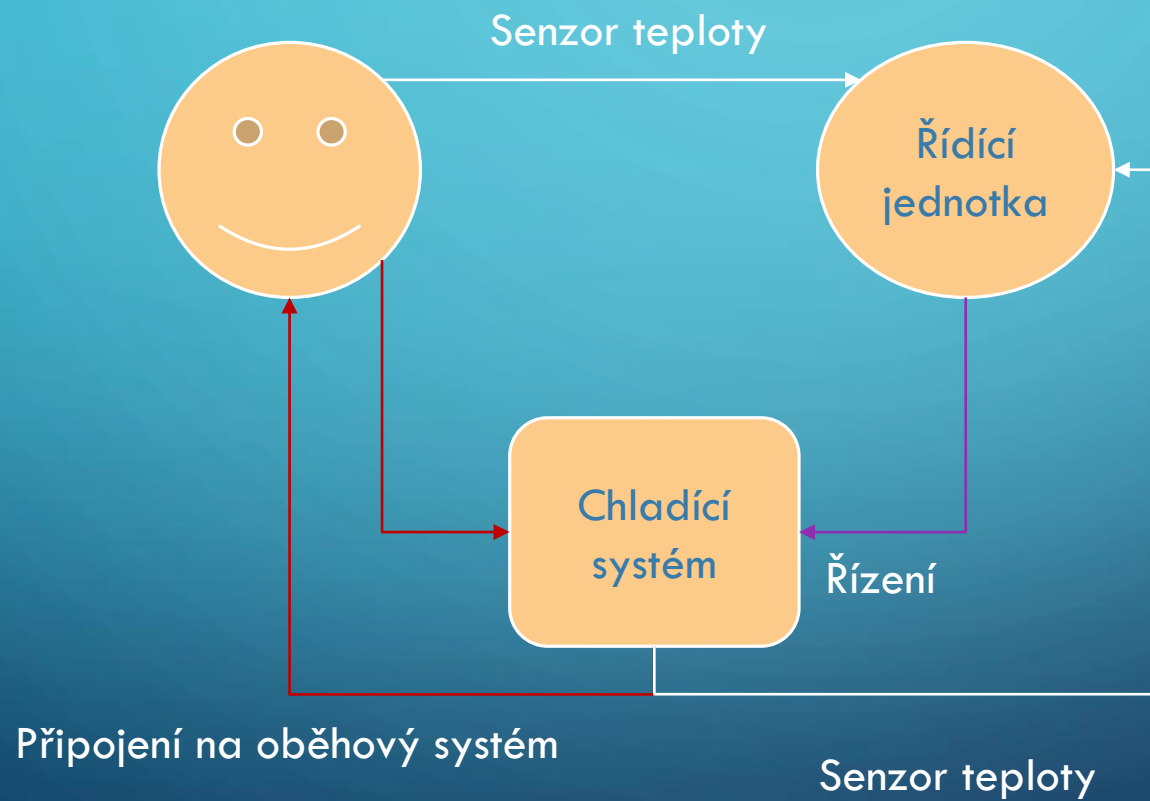 Senzor teploty
Řídící
jednotka
Chladící
systém
Řízení
Připojení na oběhový systém
Senzor teploty